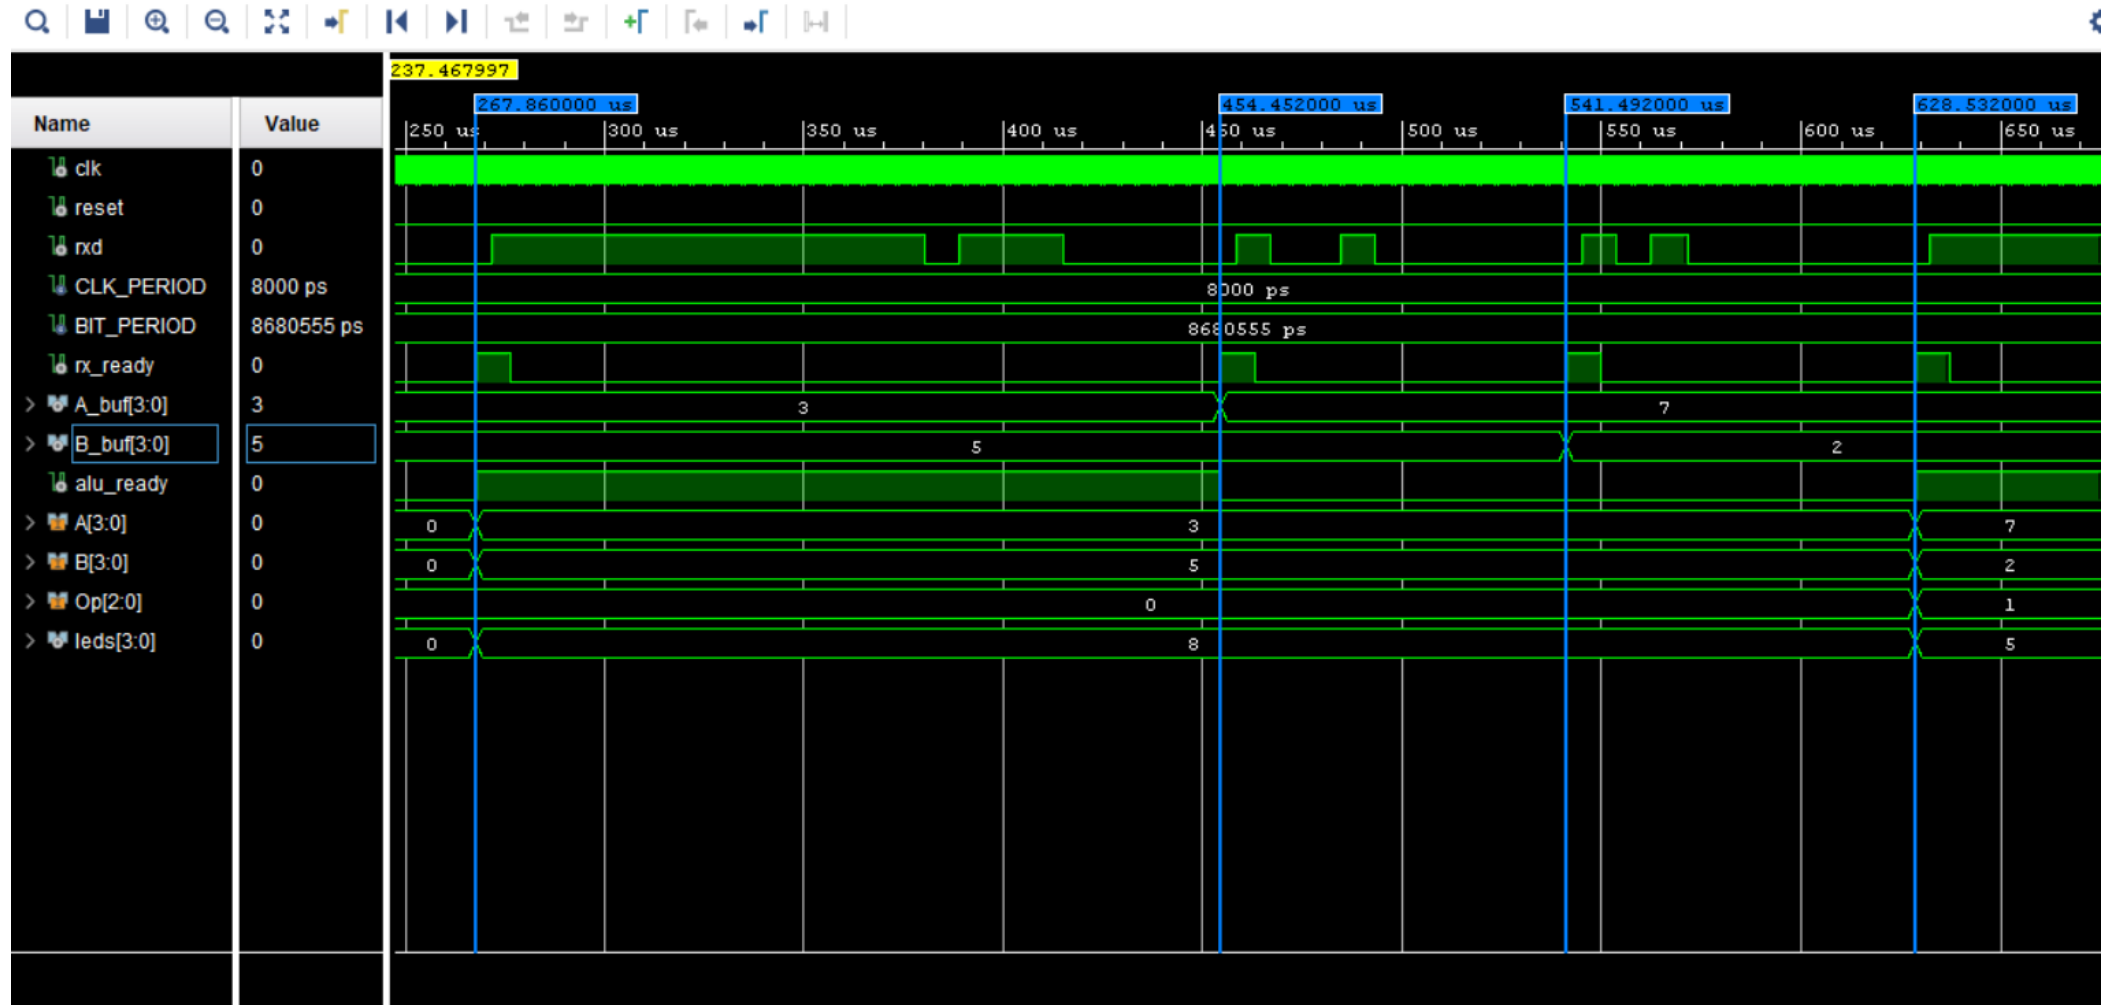 237.467997
267.860000 us 454.452000 us 541.492000 us 628.532000 us
Name Value
250 us 300 us 350 us 400 us 450 us 500 us 550 us 600 us 650 us
clk 0
reset 0
rxd 0
CLK_PERIOD 8000 ps 8000 ps
BIT_PERIOD 8680555 ps 8680555 ps
rx_ready 0
A_buf[3:0] 3 3 7
B_buf[3:0] 5 5 2
alu_ready 0
A[3:0] 0 0 3 7
B[3:0] 0 0 5 2
Op[2:0] 0 0 1
leds[3:0] 0 0 8 5